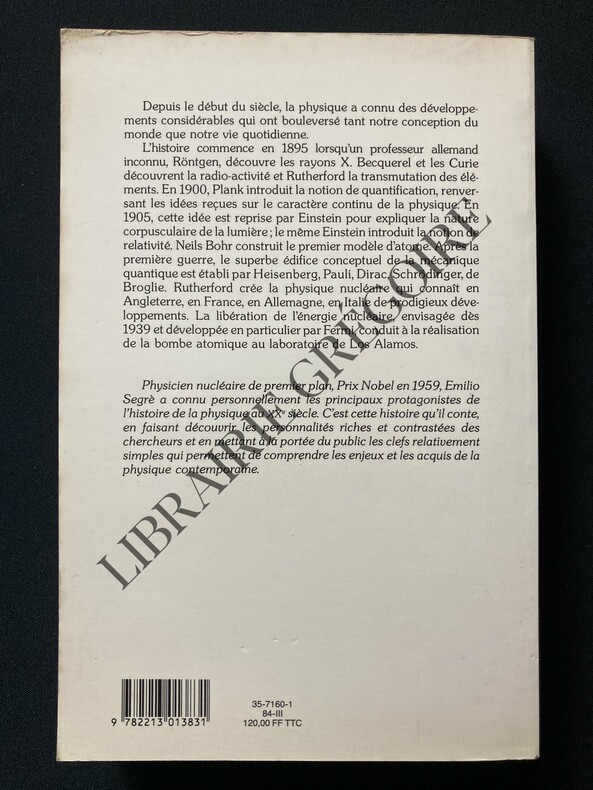 Depuis le début du siècle, la physique a connu des développe-
ments considérables qui ont bouleversé tant notre conception du
monde que notre vie quotidienne.
L'histoire commence en 1895 lorsqu'un professeur allemand
inconnu, Röntgen, découvre les rayons X. Becquerel et les Curie
découvrent la radio-activité et Rutherford la transmutation des élé-
ments. En 1900, Plank introduit la notion de quantification, renver-
sant les idées reçues sur le caractère continu de la physique. En
1905, cette idée est reprise par Einstein pour expliquer la nature
corpusculaire de la lumière ; le même Einstein introduit la notion de
relativité. Neils Bohr construit le premier modèle d'atome. Après la
première guerre, le superbe édifice conceptuel de la mécanique
quantique est établi par Heisenberg, Pauli, Dirac, Schrödinger, de
Broglie. Rutherford crée la physique nucléaire qui connaît en
Angleterre, en France, en Allemagne, en Italie de prodigieux déve-
loppements. La libération de l'énergie nucléaire, envisagée dès
1939 et développée en particulier par Fermi, conduit à la réalisation
de la bombe atomique au laboratoire de Los Alamos.
Physicien nucléaire de premier plan, Prix Nobel en 1959, Emilio
Segrè a connu personnellement les principaux protagonistes de
l'histoire de la physique au XXe siècle. C'est cette histoire qu'il conte,
en faisant découvrir les personnalités riches et contrastées des
chercheurs et en mettant à la portée du public les clefs relativement
simples qui permettent de comprendre les enjeux et les acquis de la
physique contemporaine.
LIBRAIRIE GRÉGOIRE
9 782213 013831
35-7160-1
84-III
120,00 FF TTC